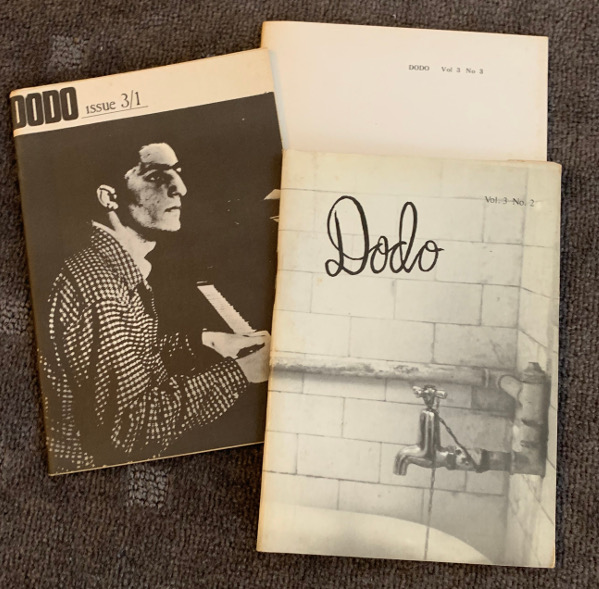 DODO issue 3/1
DODO Vol 3 No 3
Vol. 3 No. 2
Dodo